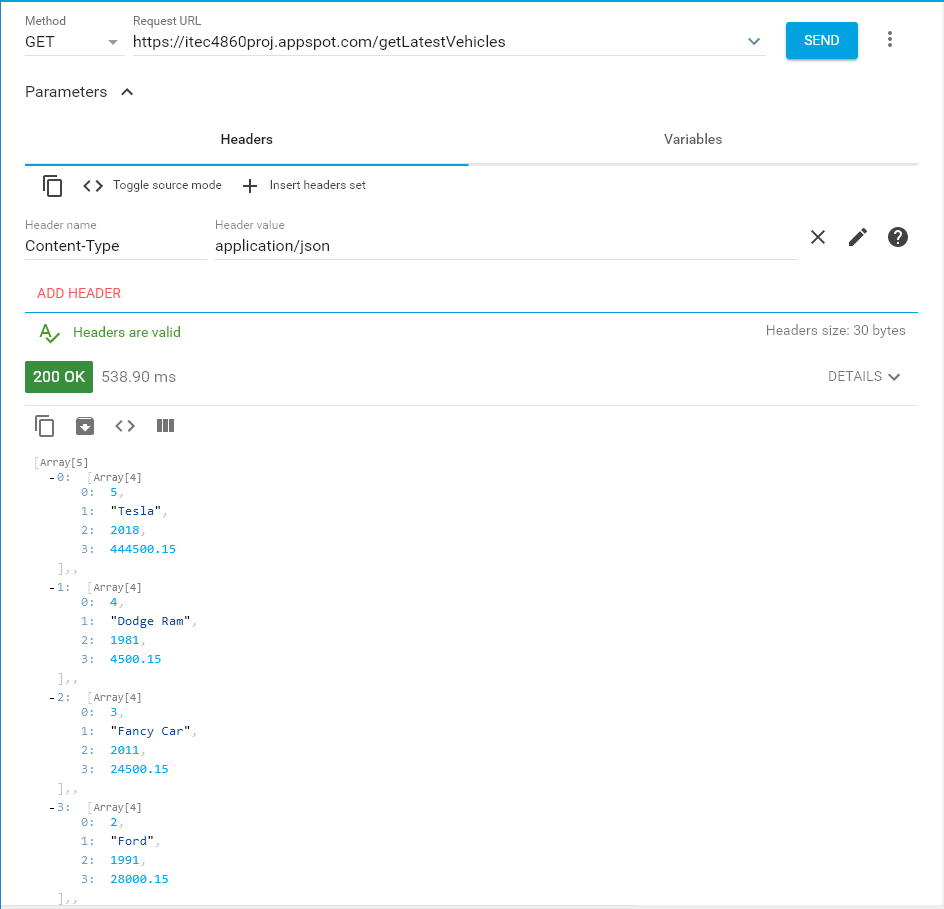 Method Request URL
GET https://itec4860proj.appspot.com/getLatestVehicles SEND
Parameters
Headers Variables
Toggle source mode Insert headers set
Header name Header value
Content-Type application/json
ADD HEADER
Headers are valid Headers size: 30 bytes
200 OK 538.90 ms DETAILS
[Array[5]
-0: [Array[4]
0: 5,
1: "Tesla",
2: 2018,
3: 444500.15
],,
-1: [Array[4]
0: 4,
1: "Dodge Ram",
2: 1981,
3: 4500.15
],,
-2: [Array[4]
0: 3,
1: "Fancy Car",
2: 2011,
3: 24500.15
],,
-3: [Array[4]
0: 2,
1: "Ford",
2: 1991,
3: 28000.15
],,